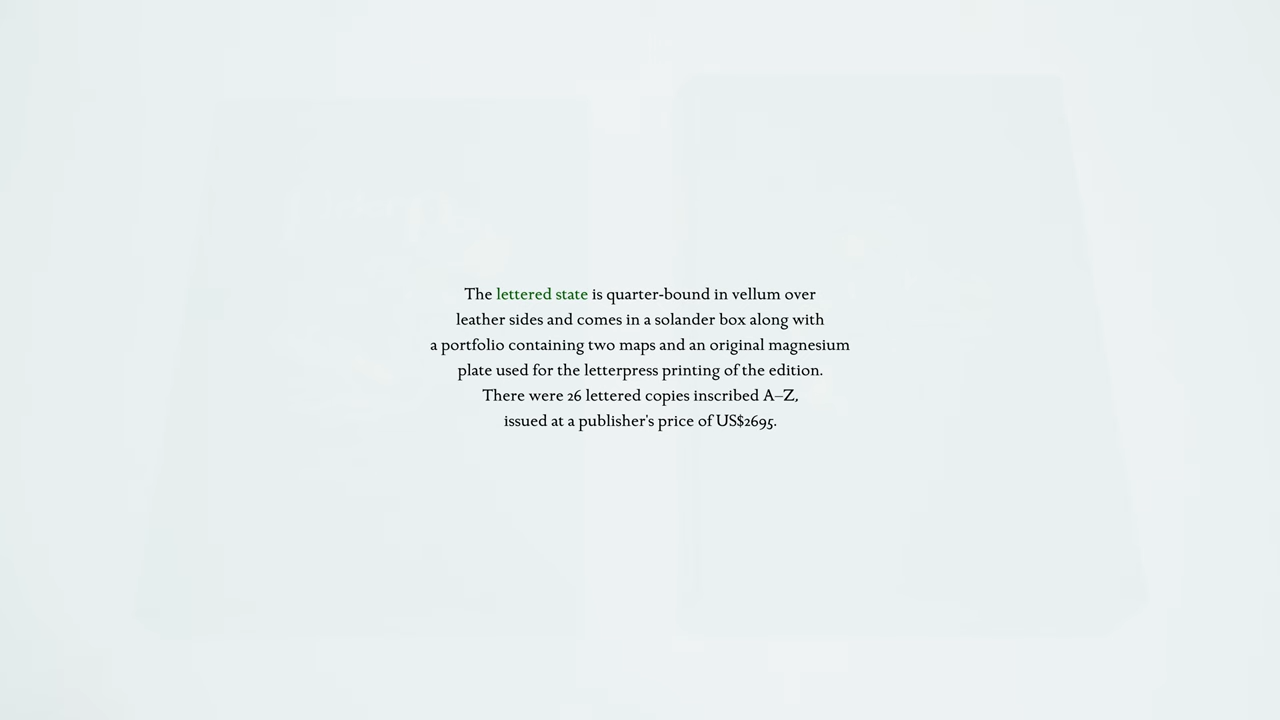 The lettered state is quarter-bound in vellum over
leather sides and comes in a solander box along with
a portfolio containing two maps and an original magnesium
plate used for the letterpress printing of the edition.
There were 26 lettered copies inscribed A–Z,
issued at a publisher's price of US$2695.